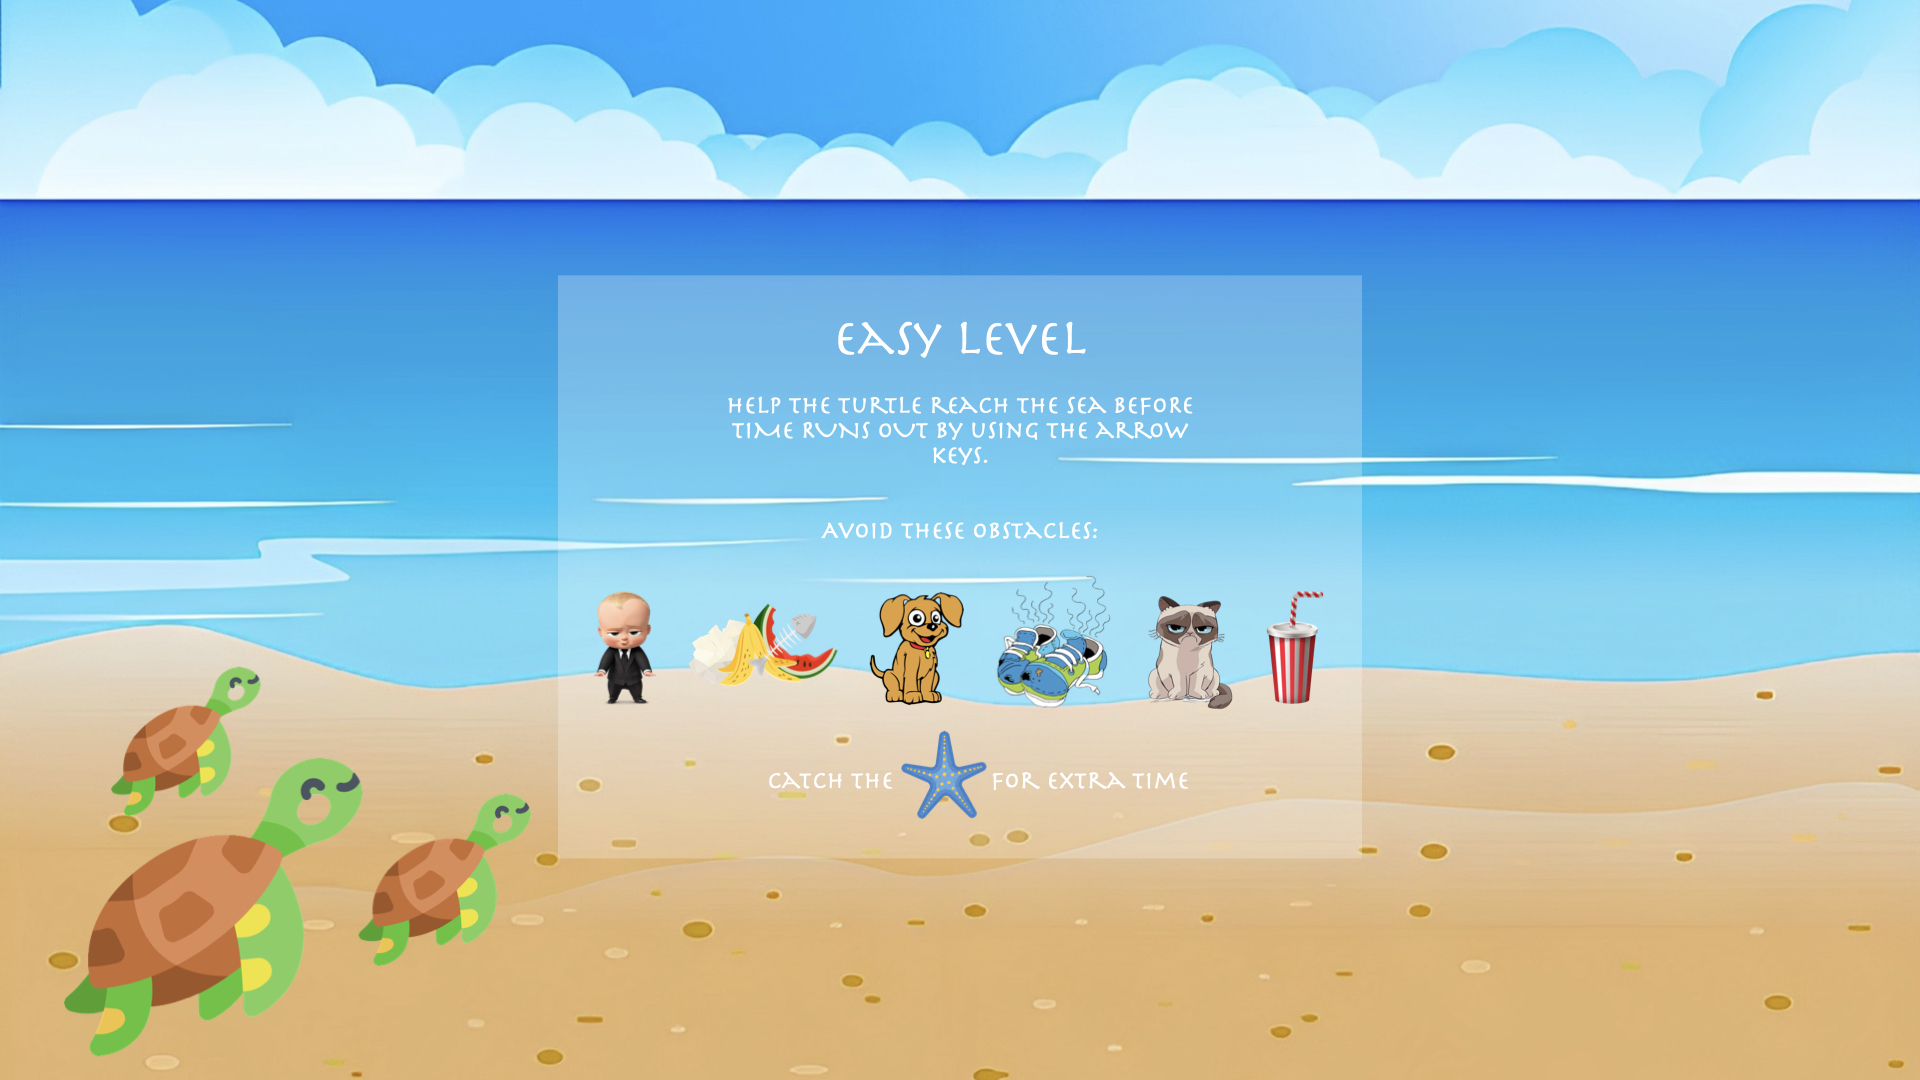 EASY LEVEL
HELP THE TURTLE REACH THE SEA BEFORE
TIME RUNS OUT BY USING THE ARROW
KEYS.
AVOID THESE OBSTACLES:
CATCH THE FOR EXTRA TIME